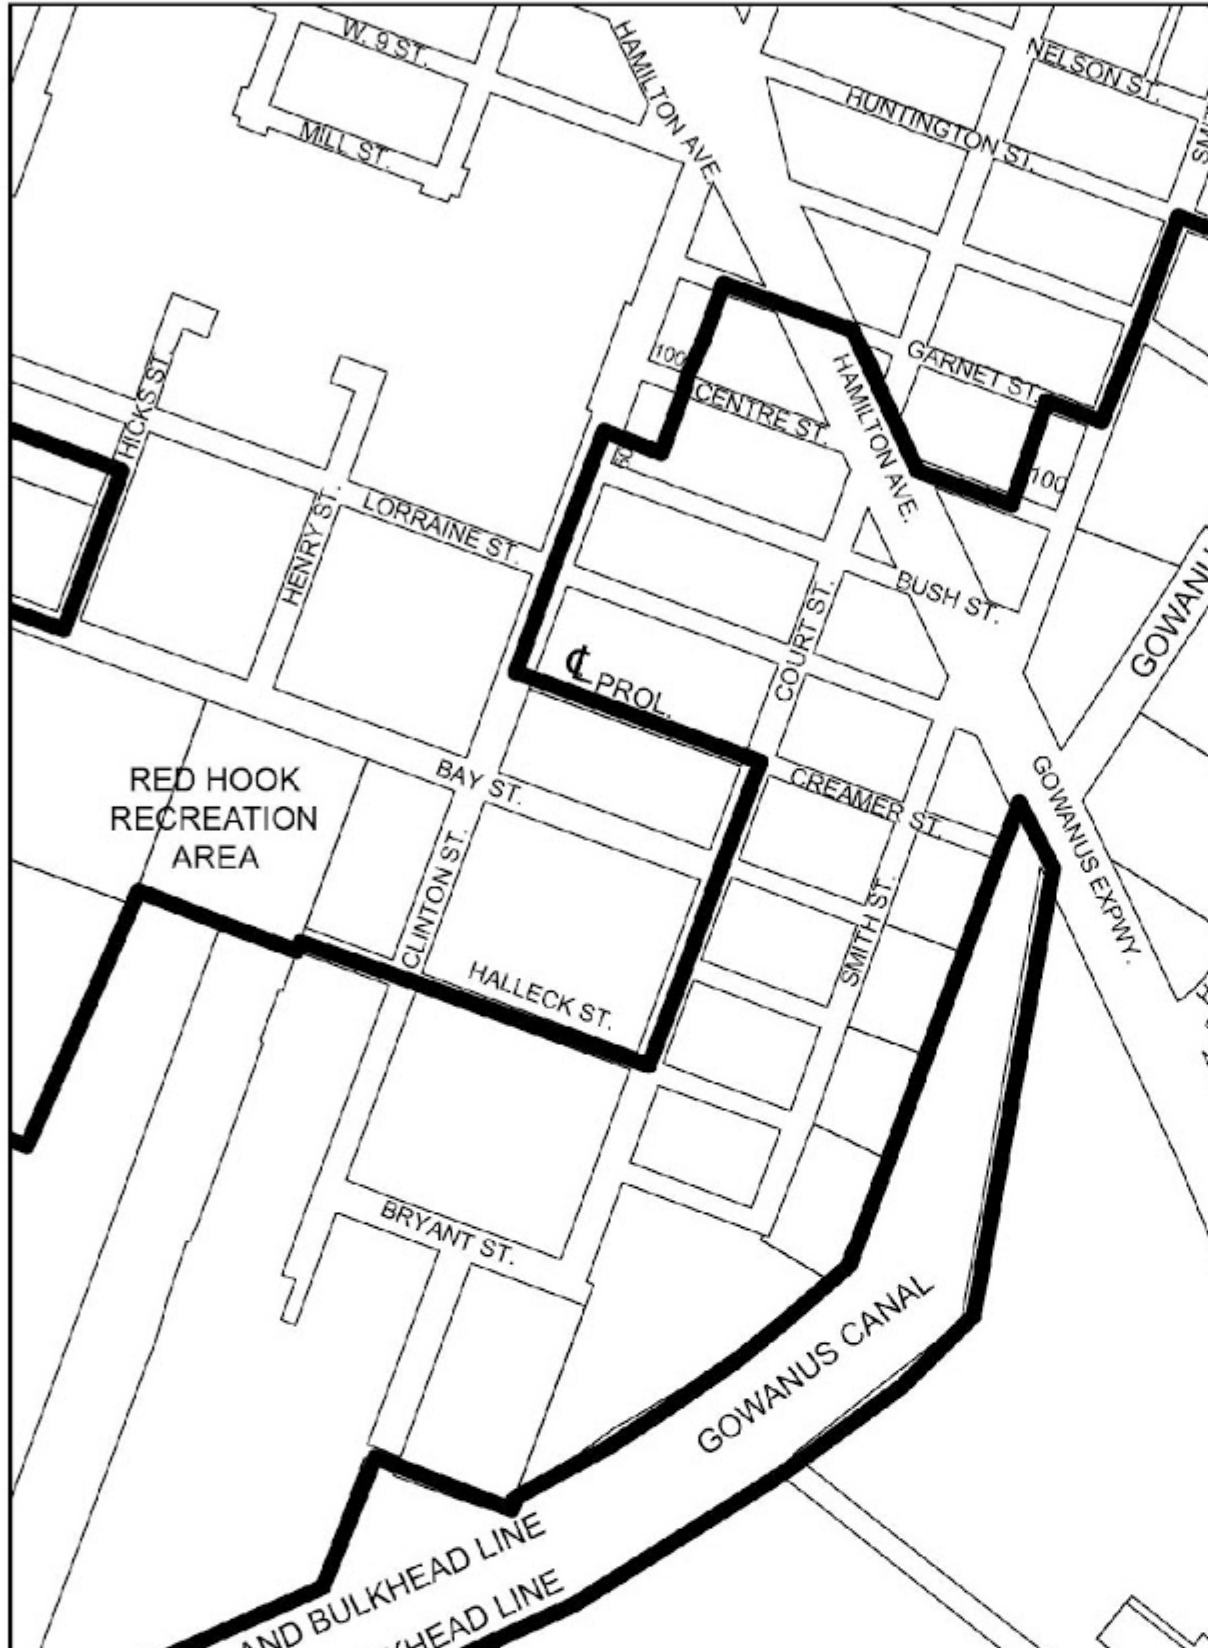 W. 9 ST.
HAMILTON AVE.
NELSON ST.
HUNTINGTON ST.
MILL ST.
HICKS ST.
100
CENTRE ST.
GARNET ST.
HAMILTON AVE.
50
100
LORRAINE ST.
HENRY ST.
BUSH ST.
COURT ST.
℄ PROL.
RED HOOK
RECREATION
AREA
BAY ST.
CREAMER ST.
GOWANUS EXPWY.
CLINTON ST.
SMITH ST.
HALLECK ST.
BRYANT ST.
GOWANUS CANAL
AND BULKHEAD LINE
KHEAD LINE